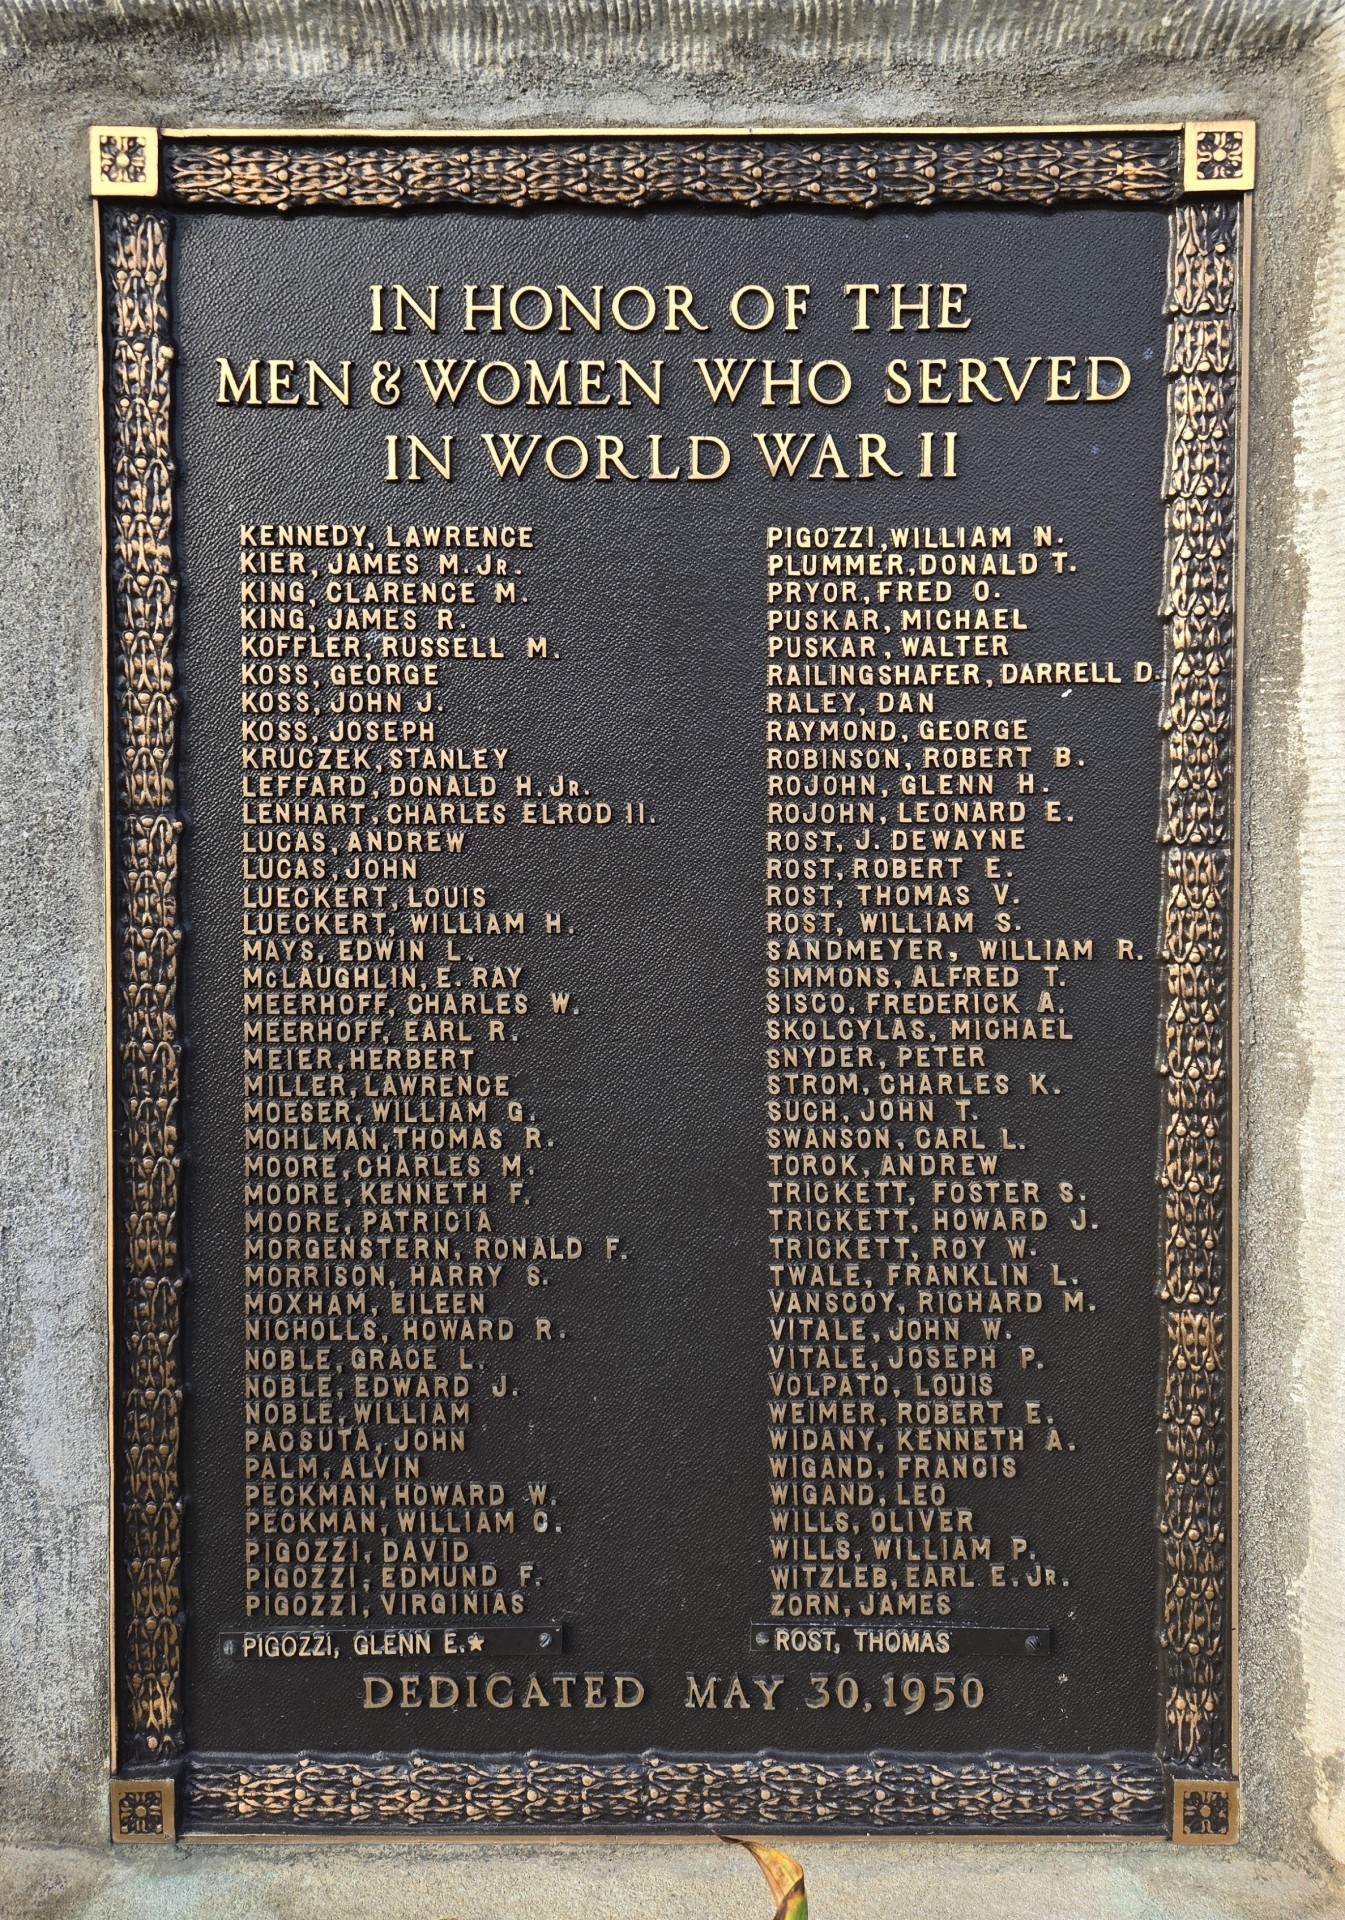 IN HONOR OF THE
MEN & WOMEN WHO SERVED
IN WORLD WAR II
KENNEDY, LAWRENCE
KIER, JAMES M. JR.
KING, CLARENCE M.
KING, JAMES R.
KOFFLER, RUSSELL M.
KOSS, GEORGE
KOSS, JOHN J.
KOSS, JOSEPH
KRUCZEK, STANLEY
LEFFARD, DONALD H. JR.
LENHART, CHARLES ELROD II.
LUCAS, ANDREW
LUCAS, JOHN
LUECKERT, LOUIS
LUECKERT, WILLIAM H.
MAYS, EDWIN L.
McLAUGHLIN, E. RAY
MEERHOFF, CHARLES W.
MEERHOFF, EARL R.
MEIER, HERBERT
MILLER, LAWRENCE
MOESER, WILLIAM G.
MOHLMAN, THOMAS R.
MOORE, CHARLES M.
MOORE, KENNETH F.
MOORE, PATRICIA
MORGENSTERN, RONALD F.
MORRISON, HARRY S.
MOXHAM, EILEEN
NICHOLLS, HOWARD R.
NOBLE, GRACE L.
NOBLE, EDWARD J.
NOBLE, WILLIAM
PACSUTA, JOHN
PALM, ALVIN
PECKMAN, HOWARD W.
PECKMAN, WILLIAM C.
PIGOZZI, DAVID
PIGOZZI, EDMUND F.
PIGOZZI, VIRGINIAS
PIGOZZI, GLENN E.★
PIGOZZI, WILLIAM N.
PLUMMER, DONALD T.
PRYOR, FRED O.
PUSKAR, MICHAEL
PUSKAR, WALTER
RAILINGSHAFER, DARRELL D.
RALEY, DAN
RAYMOND, GEORGE
ROBINSON, ROBERT B.
ROJOHN, GLENN H.
ROJOHN, LEONARD E.
ROST, J. DEWAYNE
ROST, ROBERT E.
ROST, THOMAS V.
ROST, WILLIAM S.
SANDMEYER, WILLIAM R.
SIMMONS, ALFRED T.
SISCO, FREDERICK A.
SKOLCYLAS, MICHAEL
SNYDER, PETER
STROM, CHARLES K.
SUCH, JOHN T.
SWANSON, CARL L.
TOROK, ANDREW
TRICKETT, FOSTER S.
TRICKETT, HOWARD J.
TRICKETT, ROY W.
TWALE, FRANKLIN L.
VANSCOY, RICHARD M.
VITALE, JOHN W.
VITALE, JOSEPH P.
VOLPATO, LOUIS
WEIMER, ROBERT E.
WIDANY, KENNETH A.
WIGAND, FRANCIS
WIGAND, LEO
WILLS, OLIVER
WILLS, WILLIAM P.
WITZLEB, EARL E. JR.
ZORN, JAMES
ROST, THOMAS
DEDICATED MAY 30, 1950